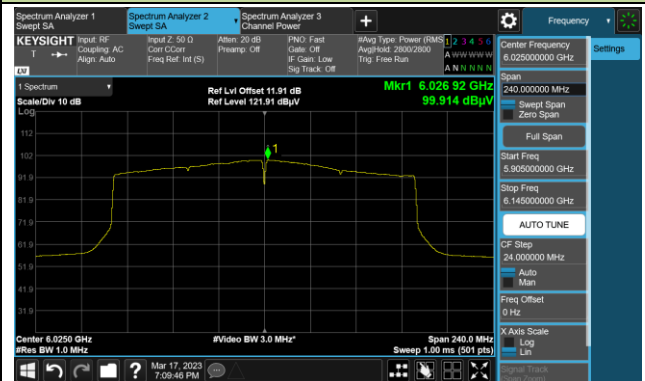 Spectrum Analyzer 1
Swept SA
Spectrum Analyzer 2
Swept SA
Spectrum Analyzer 3
Channel Power
Frequency
KEYSIGHT
Input: RF
Coupling: AC
Align: Auto
Input Z: 50 Ω
Corr CCorr
Freq Ref: Int (S)
Atten: 20 dB
Preamp: Off
PNO: Fast
Gate: Off
IF Gain: Low
Sig Track: Off
#Avg Type: Power (RMS
Avg|Hold: 2800/2800
Trig: Free Run
1 2 3 4 5 6
A W W W W W
A N N N N N
T
LXI
1 Spectrum
Scale/Div 10 dB
Log
Ref Lvl Offset 11.91 dB
Ref Level 121.91 dBµV
Mkr1 6.026 92 GHz
99.914 dBµV
1
112
102
91.9
81.9
71.9
61.9
51.9
41.9
31.9
Center 6.0250 GHz
#Res BW 1.0 MHz
#Video BW 3.0 MHz*
Span 240.0 MHz
Sweep 1.00 ms (501 pts)
Mar 17, 2023
7:09:46 PM
Center Frequency
6.025000000 GHz
Settings
Span
240.000000 MHz
Swept Span
Zero Span
Full Span
Start Freq
5.905000000 GHz
Stop Freq
6.145000000 GHz
AUTO TUNE
CF Step
24.000000 MHz
Auto
Man
Freq Offset
0 Hz
X Axis Scale
Log
Lin
Signal Track
(Span Zoom)